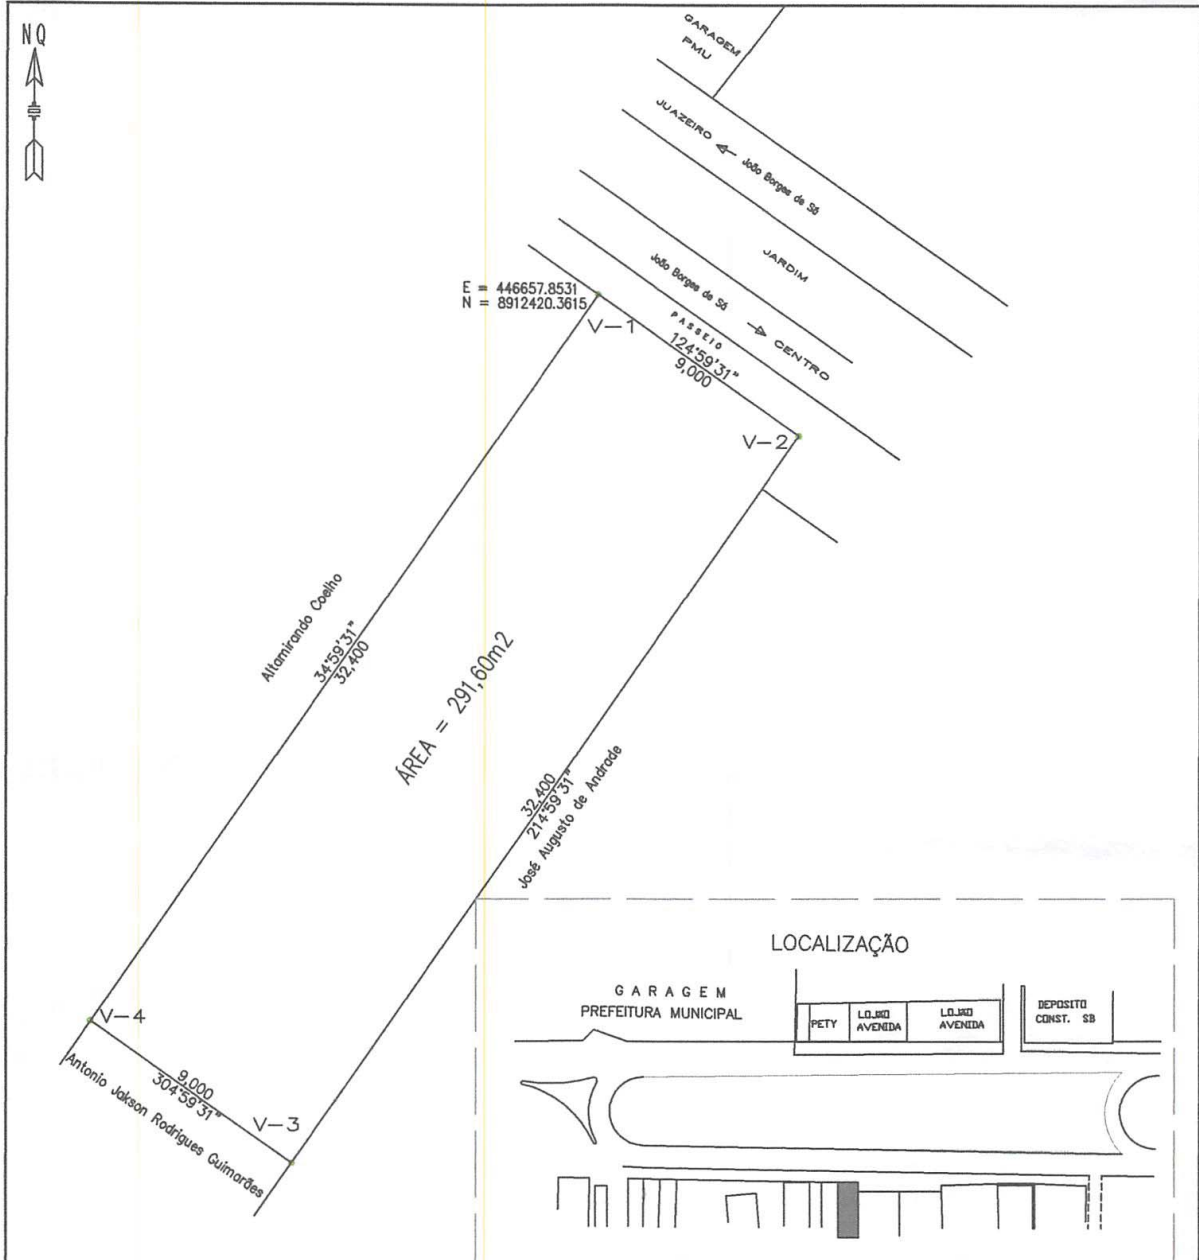 NQ
GARAGEM
PMU
JUAZEIRO
João Borges de Sá
JARDIM
João Borges de Sá
CENTRO
PASSEIO
E = 446657.8531
N = 8912420.3615
V-1
124°59'31"
9,000
V-2
Altamirando Coelho
34°59'31"
32,400
ÁREA = 291,60m2
32,400
214°59'31"
José Augusto de Andrade
V-4
9,000
304°59'31"
V-3
Antonio Jakson Rodrigues Guimarães
LOCALIZAÇÃO
GARAGEM
PREFEITURA MUNICIPAL
PETY
LOJÃO
AVENIDA
LOJÃO
AVENIDA
DEPOSITO
CONST. SB